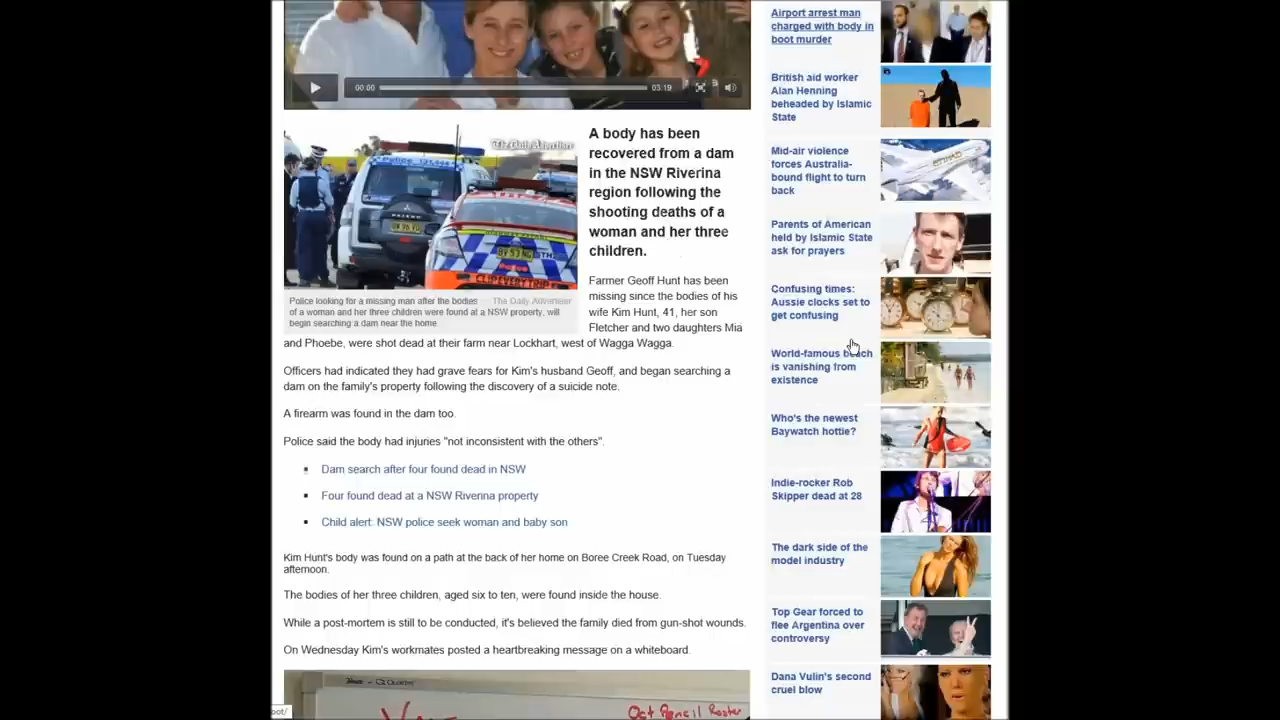 00:00
03:19
The Daily Advertiser
A body has been
recovered from a dam
in the NSW Riverina
region following the
shooting deaths of a
woman and her three
children.
Police looking for a missing man after the bodies
The Daily Advertiser
of a woman and her three children were found at a NSW property, will
begin searching a dam near the home
Farmer Geoff Hunt has been
missing since the bodies of his
wife Kim Hunt, 41, her son
Fletcher and two daughters Mia
and Phoebe, were shot dead at their farm near Lockhart, west of Wagga Wagga.
Officers had indicated they had grave fears for Kim's husband Geoff, and began searching a
dam on the family's property following the discovery of a suicide note.
A firearm was found in the dam too.
Police said the body had injuries "not inconsistent with the others".
Dam search after four found dead in NSW
Four found dead at a NSW Riverina property
Child alert: NSW police seek woman and baby son
Kim Hunt's body was found on a path at the back of her home on Boree Creek Road, on Tuesday
afternoon.
The bodies of her three children, aged six to ten, were found inside the house.
While a post-mortem is still to be conducted, it's believed the family died from gun-shot wounds.
On Wednesday Kim's workmates posted a heartbreaking message on a whiteboard.
Oct Pencil Roster
Airport arrest man
charged with body in
boot murder
British aid worker
Alan Henning
beheaded by Islamic
State
Mid-air violence
forces Australia-
bound flight to turn
back
Parents of American
held by Islamic State
ask for prayers
Confusing times:
Aussie clocks set to
get confusing
World-famous beach
is vanishing from
existence
Who's the newest
Baywatch hottie?
Indie-rocker Rob
Skipper dead at 28
The dark side of the
model industry
Top Gear forced to
flee Argentina over
controversy
Dana Vulin's second
cruel blow
oot/